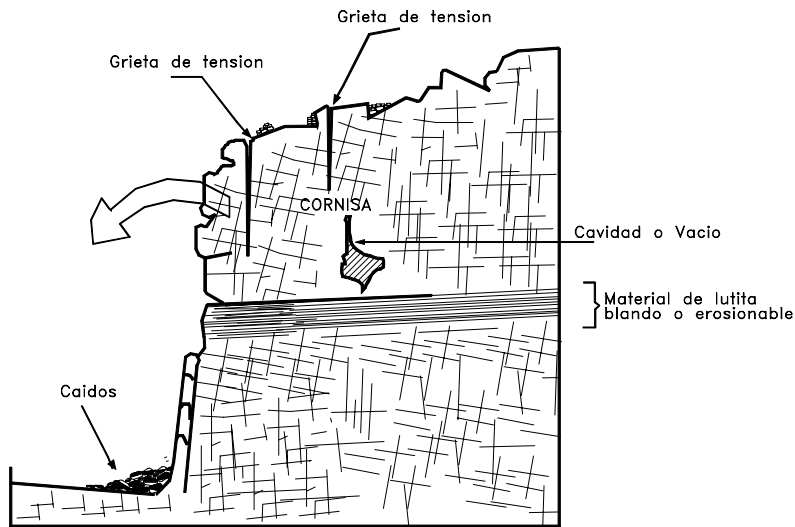 Grieta de tension
Grieta de tension
CORNISA
Cavidad o Vacio
Material de lutita
blando o erosionable
Caidos